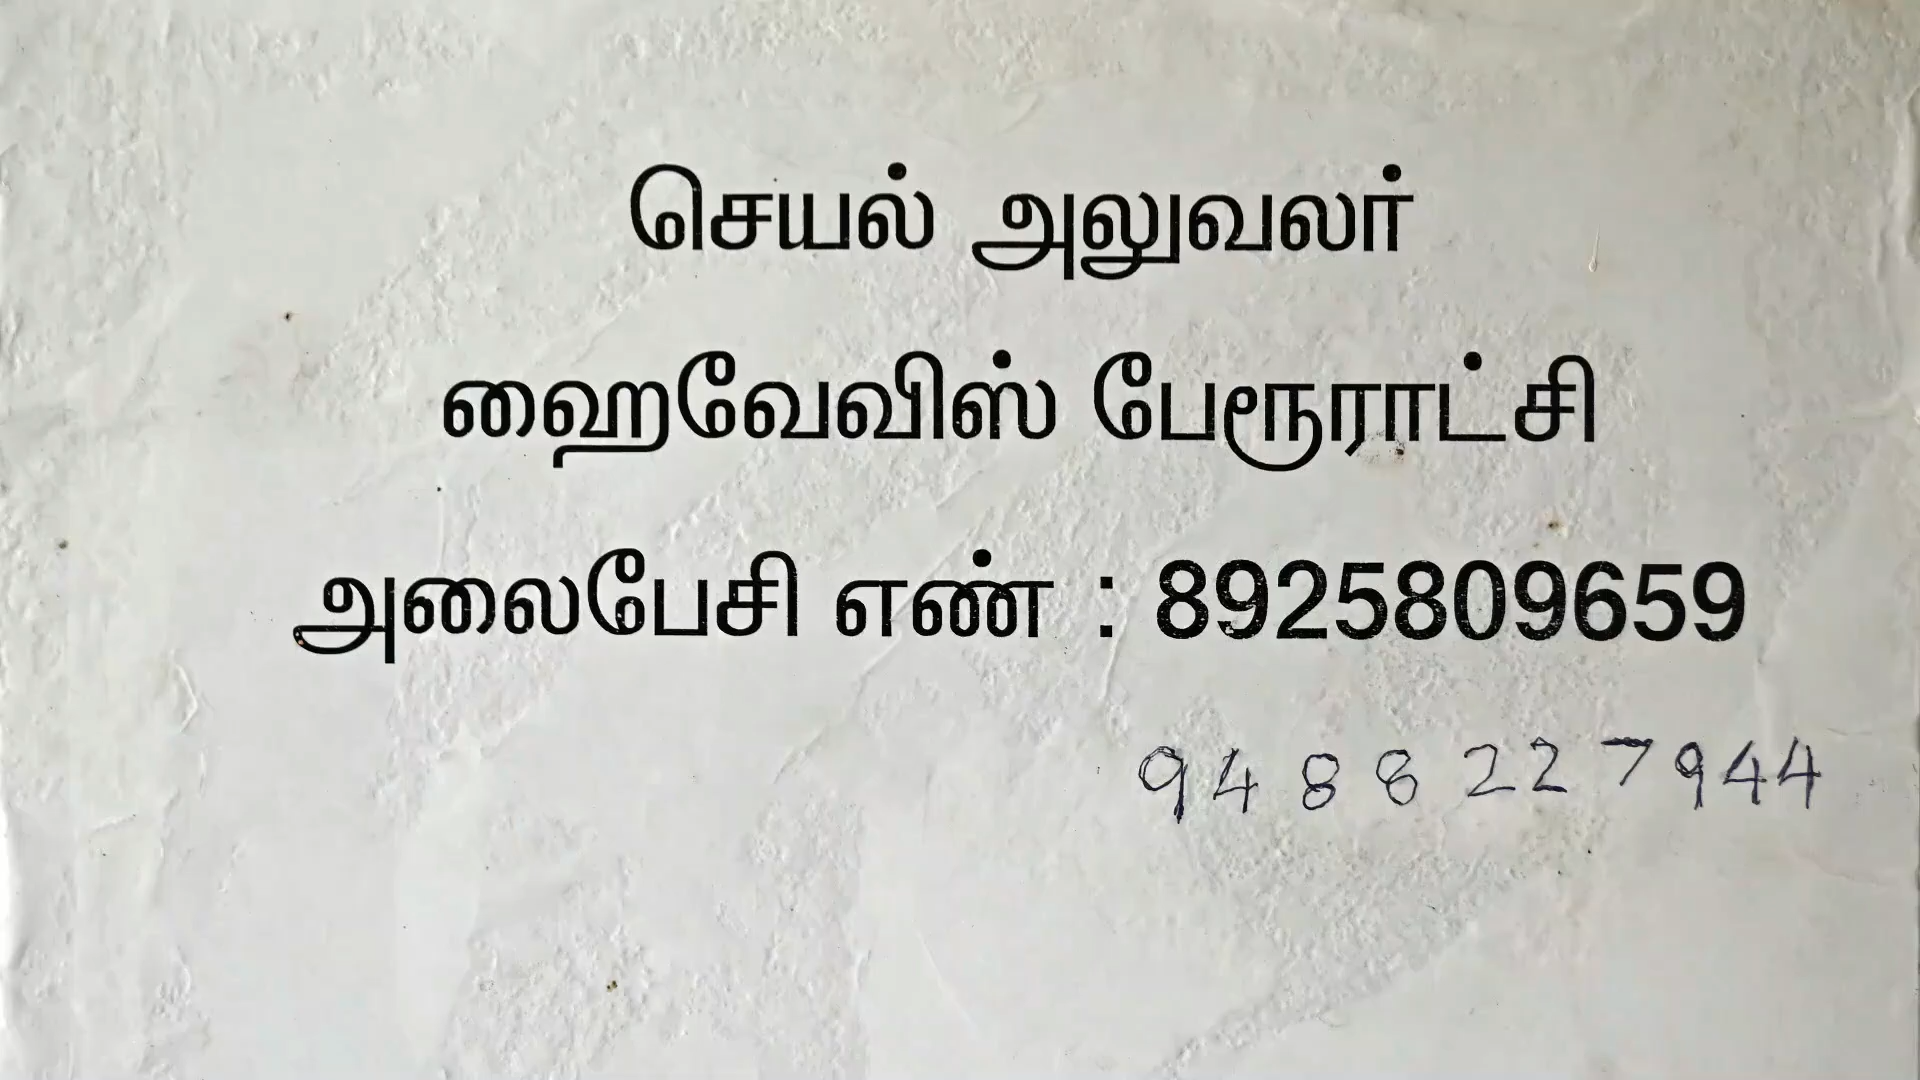 செயல் அலுவலர்
ஹைவேவிஸ் பேரூராட்சி
அலைபேசி எண் : 8925809659
9488227944